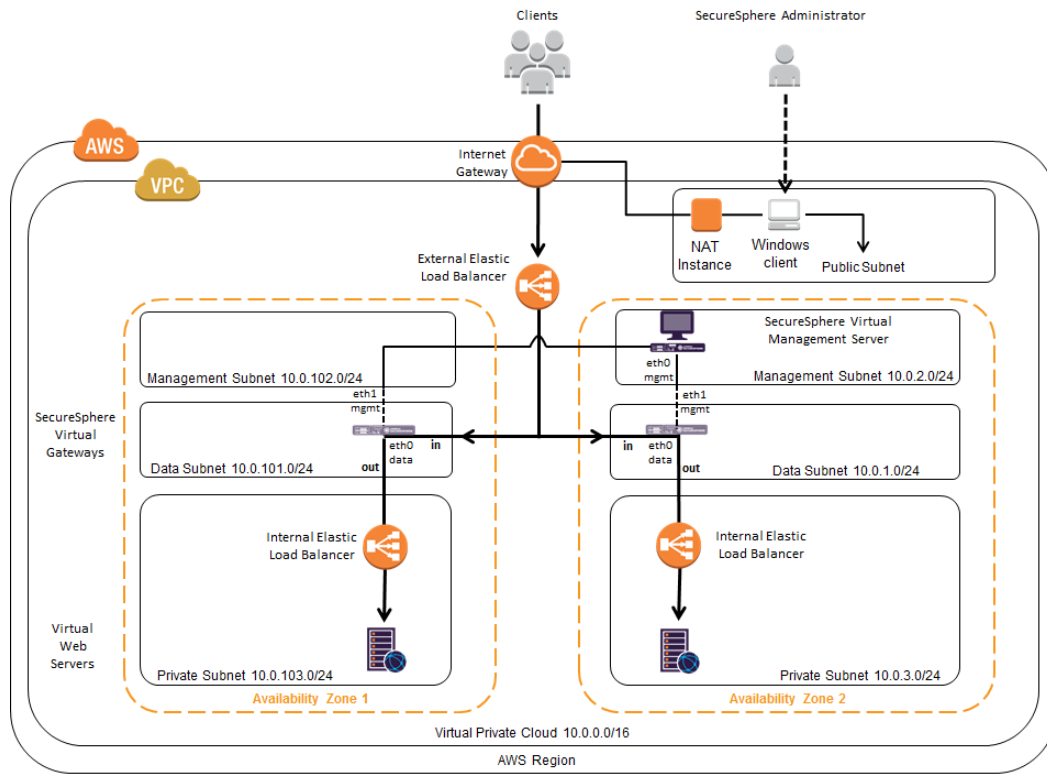 Clients
SecureSphere Administrator
AWS
Internet
Gateway
VPC
NAT
Instance
Windows
client
Public Subnet
External Elastic
Load Balancer
SecureSphere Virtual
Management Server
eth0
mgmt
Management Subnet 10.0.102.0/24
Management Subnet 10.0.2.0/24
eth1
mgmt
eth1
mgmt
SecureSphere
Virtual
Gateways
eth0
data
in
out
Data Subnet 10.0.101.0/24
in
eth0
data
out
Data Subnet 10.0.1.0/24
Internal Elastic
Load Balancer
Internal Elastic
Load Balancer
Virtual
Web
Servers
Private Subnet 10.0.103.0/24
Private Subnet 10.0.3.0/24
Availability Zone 1
Availability Zone 2
Virtual Private Cloud 10.0.0.0/16
AWS Region